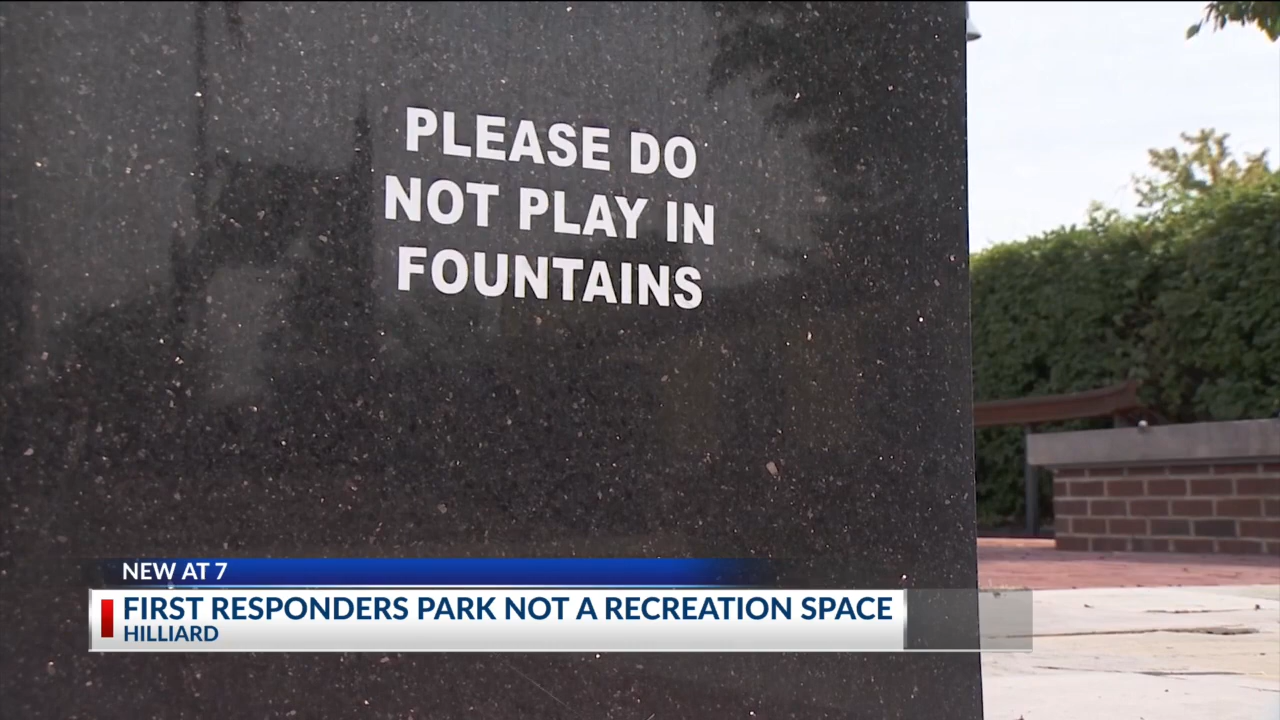 PLEASE DO
NOT PLAY IN
FOUNTAINS
NEW AT 7
FIRST RESPONDERS PARK NOT A RECREATION SPACE
HILLIARD